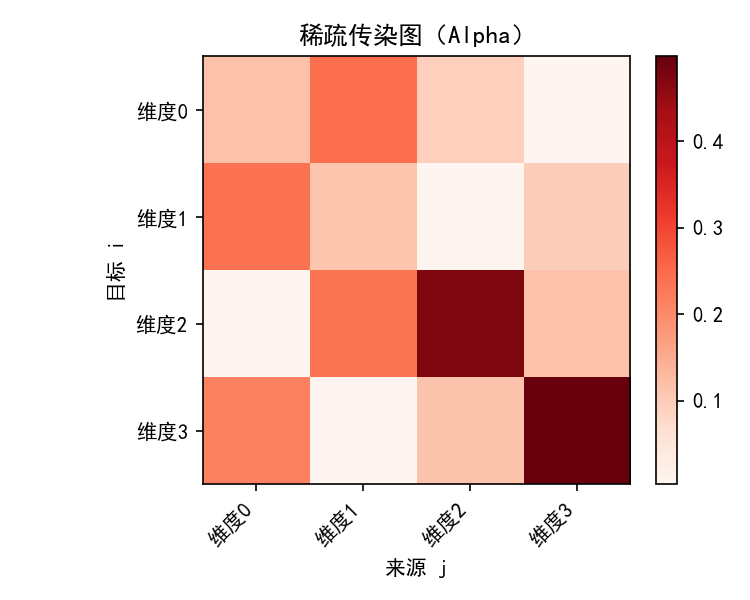 稀疏传染图（Alpha）
维度0
维度1
维度2
维度3
目标 i
维度0
维度1
维度2
维度3
来源 j
0.4
0.3
0.2
0.1